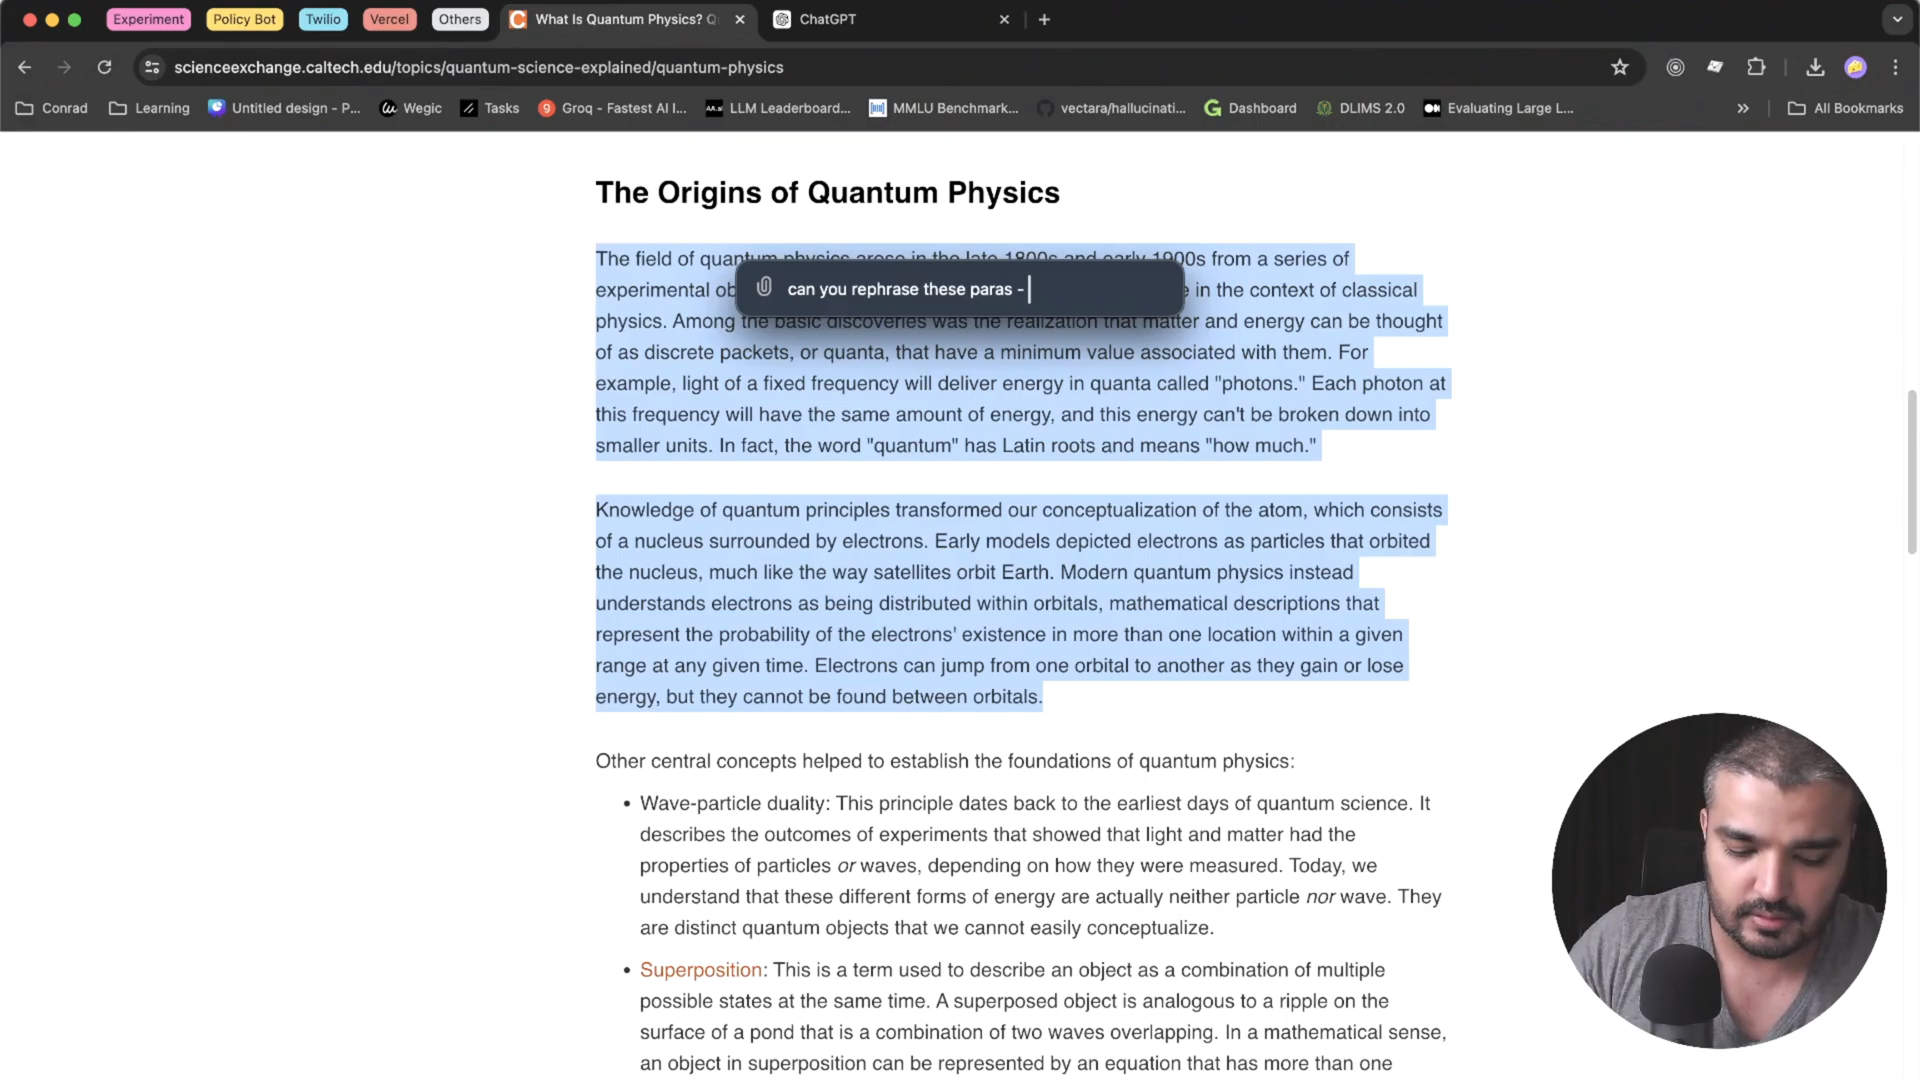 Experiment Policy Bot Twilio Vercel Others What Is Quantum Physics? Q ChatGPT
scienceexchange.caltech.edu/topics/quantum-science-explained/quantum-physics
Conrad Learning Untitled design - P... Wegic Tasks Groq - Fastest AI I... LLM Leaderboard... MMLU Benchmark... vectara/hallucinati... Dashboard DLIMS 2.0 Evaluating Large L... » All Bookmarks
The Origins of Quantum Physics
The field of quantum physics arose in the late 1800s and early 1900s from a series of
experimental ob
can you rephrase these paras -
e in the context of classical
physics. Among the basic discoveries was the realization that matter and energy can be thought
of as discrete packets, or quanta, that have a minimum value associated with them. For
example, light of a fixed frequency will deliver energy in quanta called "photons." Each photon at
this frequency will have the same amount of energy, and this energy can't be broken down into
smaller units. In fact, the word "quantum" has Latin roots and means "how much."
Knowledge of quantum principles transformed our conceptualization of the atom, which consists
of a nucleus surrounded by electrons. Early models depicted electrons as particles that orbited
the nucleus, much like the way satellites orbit Earth. Modern quantum physics instead
understands electrons as being distributed within orbitals, mathematical descriptions that
represent the probability of the electrons' existence in more than one location within a given
range at any given time. Electrons can jump from one orbital to another as they gain or lose
energy, but they cannot be found between orbitals.
Other central concepts helped to establish the foundations of quantum physics:
• Wave-particle duality: This principle dates back to the earliest days of quantum science. It
describes the outcomes of experiments that showed that light and matter had the
properties of particles or waves, depending on how they were measured. Today, we
understand that these different forms of energy are actually neither particle nor wave. They
are distinct quantum objects that we cannot easily conceptualize.
• Superposition: This is a term used to describe an object as a combination of multiple
possible states at the same time. A superposed object is analogous to a ripple on the
surface of a pond that is a combination of two waves overlapping. In a mathematical sense,
an object in superposition can be represented by an equation that has more than one